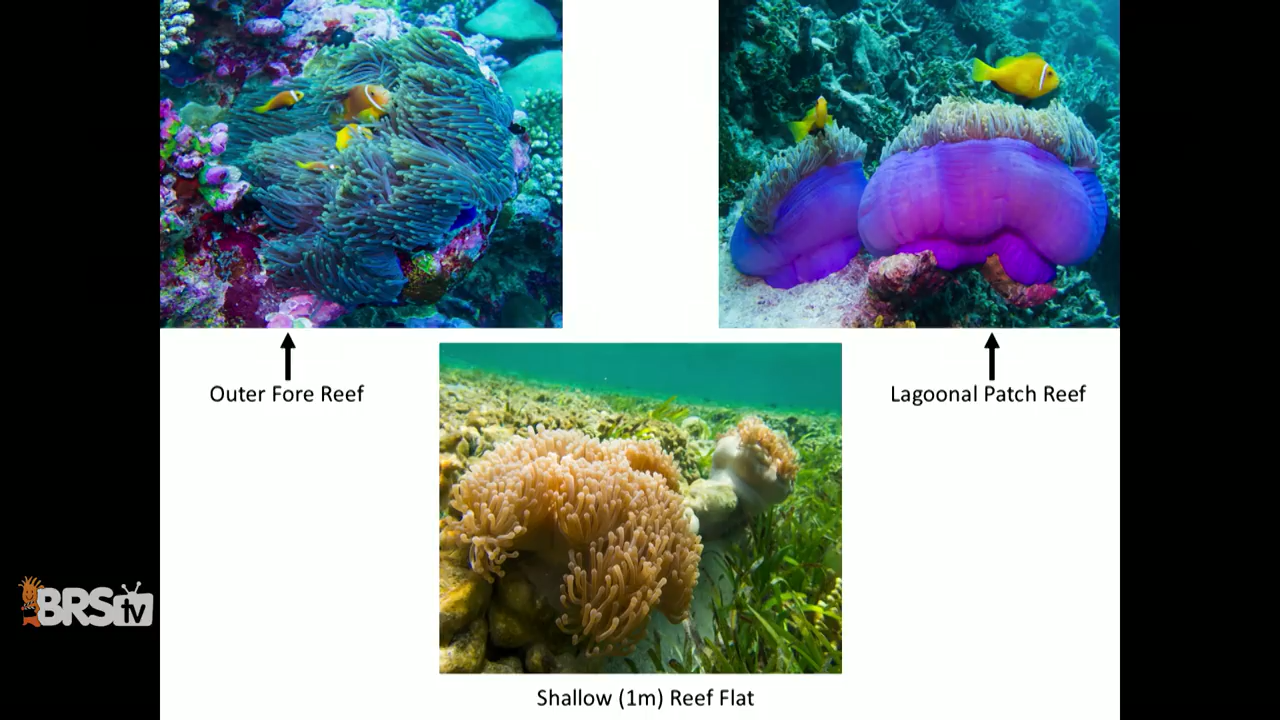 Outer Fore Reef
Lagoonal Patch Reef
Shallow (1m) Reef Flat
BRStv